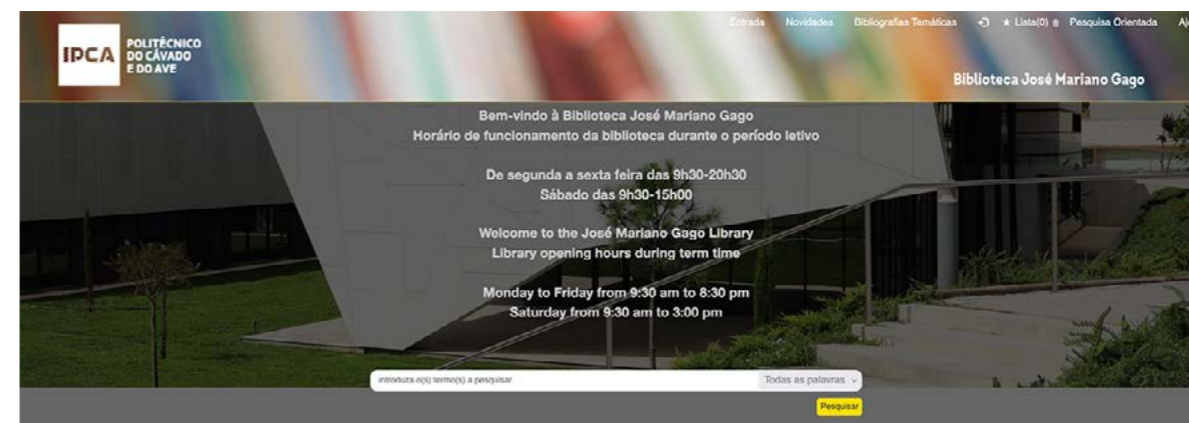 Entrada Novidades Bibliografias Temáticas ★ Lista(0) Pesquisa Orientada Aj
IPCA POLITÉCNICO
DO CÁVADO
E DO AVE
Biblioteca José Mariano Gago
Bem-vindo à Biblioteca José Mariano Gago
Horário de funcionamento da biblioteca durante o período letivo
De segunda a sexta feira das 9h30-20h30
Sábado das 9h30-15h00
Welcome to the José Mariano Gago Library
Library opening hours during term time
Monday to Friday from 9:30 am to 8:30 pm
Saturday from 9:30 am to 3:00 pm
introduza o(s) termo(s) a pesquisar Todas as palavras
Pesquisar